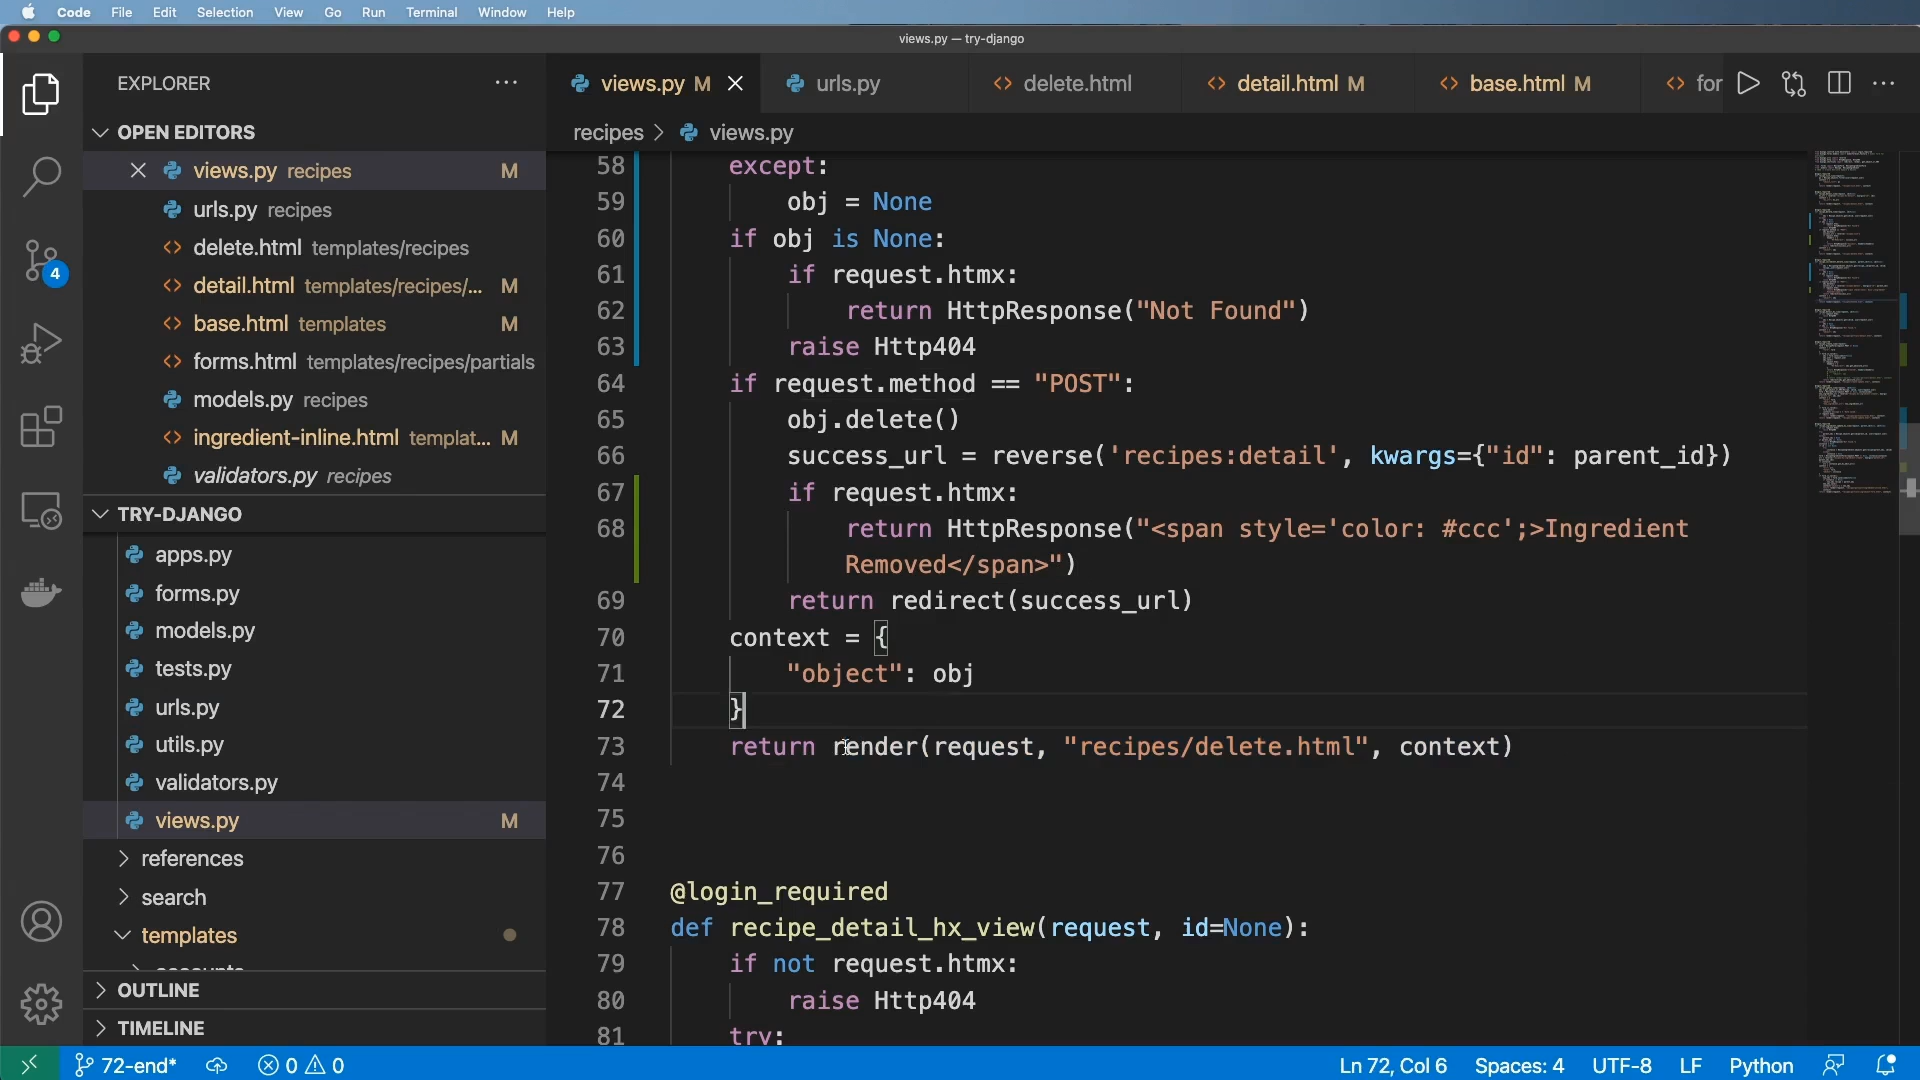 Code File Edit Selection View Go Run Terminal Window Help
views.py — try-django
EXPLORER
views.py M
urls.py
delete.html
detail.html M
base.html M
for
OPEN EDITORS
recipes > views.py
views.py recipes M
urls.py recipes
delete.html templates/recipes
detail.html templates/recipes/... M
base.html templates M
forms.html templates/recipes/partials
models.py recipes
ingredient-inline.html templat... M
validators.py recipes
TRY-DJANGO
apps.py
forms.py
models.py
tests.py
urls.py
utils.py
validators.py
views.py M
references
search
templates
OUTLINE
TIMELINE
4
58 except:
59 obj = None
60 if obj is None:
61 if request.htmx:
62 return HttpResponse("Not Found")
63 raise Http404
64 if request.method == "POST":
65 obj.delete()
66 success_url = reverse('recipes:detail', kwargs={"id": parent_id})
67 if request.htmx:
68 return HttpResponse("<span style='color: #ccc';>Ingredient
Removed</span>")
69 return redirect(success_url)
70 context = {
71 "object": obj
72 }
73 return render(request, "recipes/delete.html", context)
74
75
76
77 @login_required
78 def recipe_detail_hx_view(request, id=None):
79 if not request.htmx:
80 raise Http404
81 try:
72-end* 0 0 Ln 72, Col 6 Spaces: 4 UTF-8 LF Python